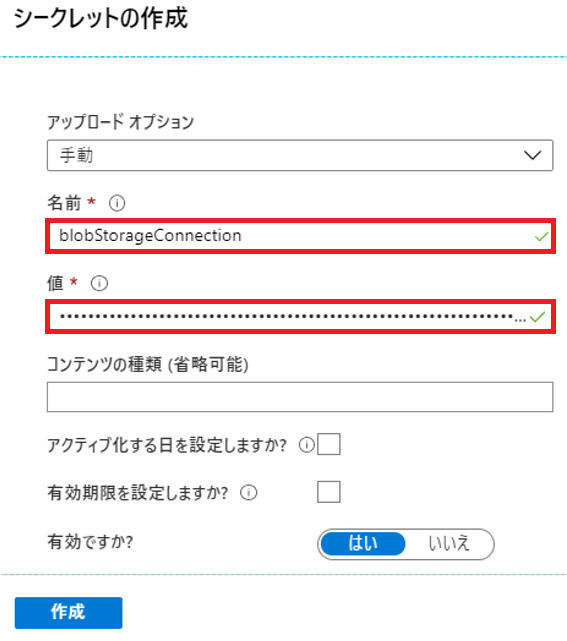 シークレットの作成
アップロード オプション
手動
名前 *
blobStorageConnection
値 *
••••••••••••••••••••••••••••••••••••••••••••••••••••••••••••••••...
コンテンツの種類 (省略可能)
アクティブ化する日を設定しますか?
有効期限を設定しますか?
有効ですか? はい いいえ
作成